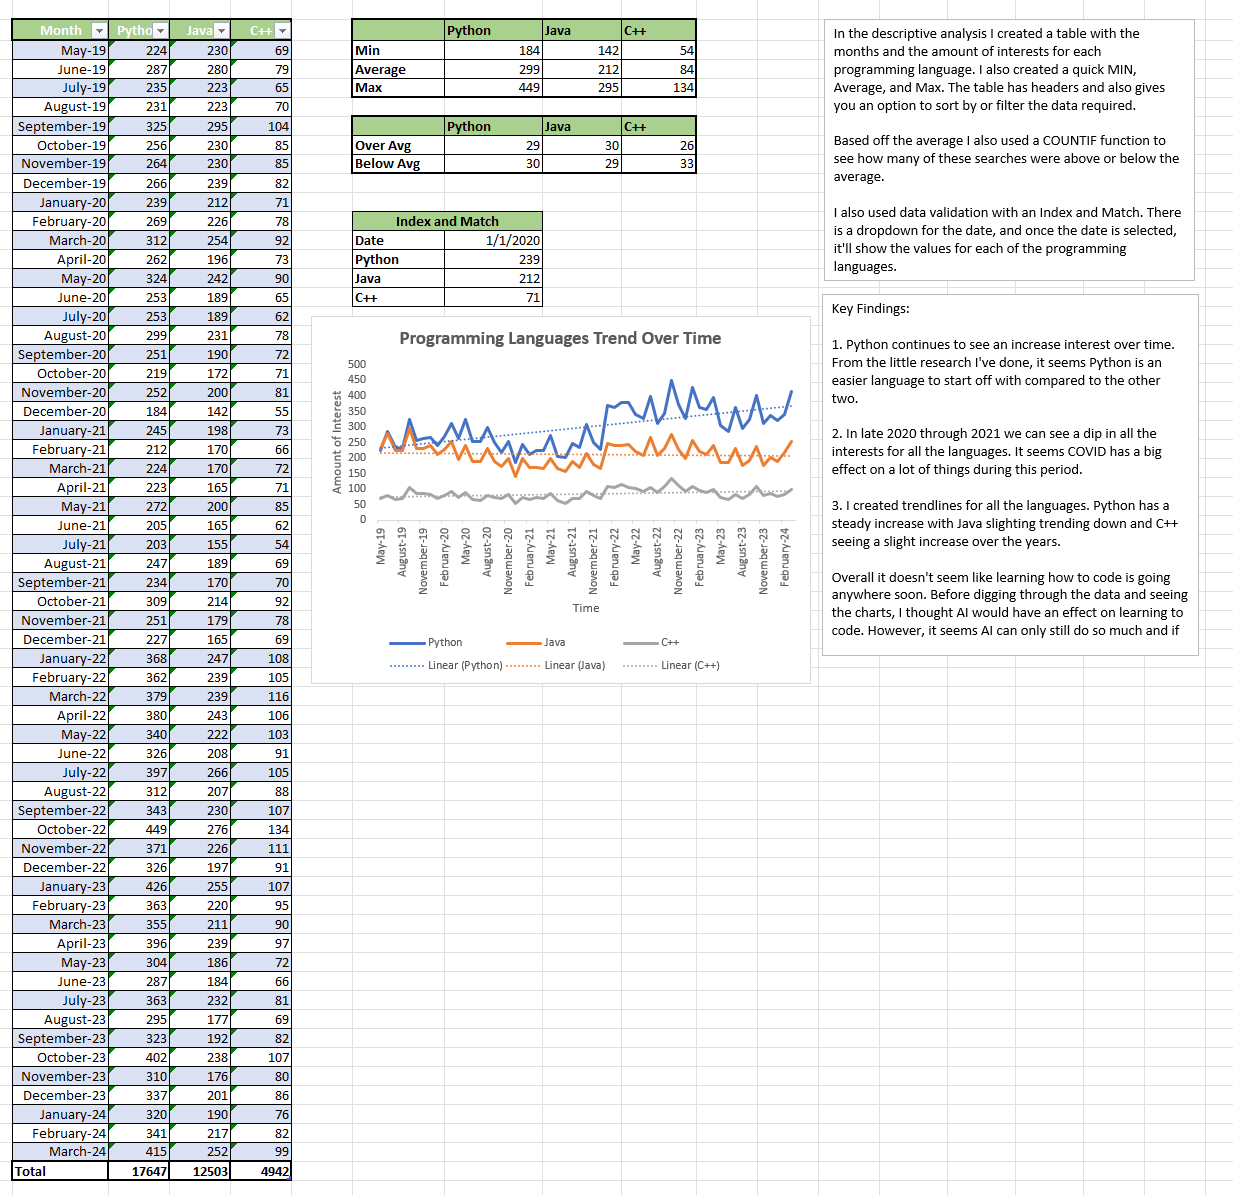 Month Pytho Java C++
May-19 224 230 69
June-19 287 280 79
July-19 235 223 65
August-19 231 223 70
September-19 325 295 104
October-19 256 230 85
November-19 264 230 85
December-19 266 239 82
January-20 239 212 71
February-20 269 226 78
March-20 312 254 92
April-20 262 196 73
May-20 324 242 90
June-20 253 189 65
July-20 253 189 62
August-20 299 231 78
September-20 251 190 72
October-20 219 172 71
November-20 252 200 81
December-20 184 142 55
January-21 245 198 73
February-21 212 170 66
March-21 224 170 72
April-21 223 165 71
May-21 272 200 85
June-21 205 165 62
July-21 203 155 54
August-21 247 189 69
September-21 234 170 70
October-21 309 214 92
November-21 251 179 78
December-21 227 165 69
January-22 368 247 108
February-22 362 239 105
March-22 379 239 116
April-22 380 243 106
May-22 340 222 103
June-22 326 208 91
July-22 397 266 105
August-22 312 207 88
September-22 343 230 107
October-22 449 276 134
November-22 371 226 111
December-22 326 197 91
January-23 426 255 107
February-23 363 220 95
March-23 355 211 90
April-23 396 239 97
May-23 304 186 72
June-23 287 184 66
July-23 363 232 81
August-23 295 177 69
September-23 323 192 82
October-23 402 238 107
November-23 310 176 80
December-23 337 201 86
January-24 320 190 76
February-24 341 217 82
March-24 415 252 99
Total 17647 12503 4942
Python Java C++
Min 184 142 54
Average 299 212 84
Max 449 295 134
Python Java C++
Over Avg 29 30 26
Below Avg 30 29 33
Index and Match
Date 1/1/2020
Python 239
Java 212
C++ 71
Programming Languages Trend Over Time
Amount of Interest
500
450
400
350
300
250
200
150
100
50
0
May-19
August-19
November-19
February-20
May-20
August-20
November-20
February-21
May-21
August-21
November-21
February-22
May-22
August-22
November-22
February-23
May-23
August-23
November-23
February-24
Time
Python Java C++
Linear (Python) Linear (Java) Linear (C++)
In the descriptive analysis I created a table with the
months and the amount of interests for each
programming language. I also created a quick MIN,
Average, and Max. The table has headers and also gives
you an option to sort by or filter the data required.
Based off the average I also used a COUNTIF function to
see how many of these searches were above or below the
average.
I also used data validation with an Index and Match. There
is a dropdown for the date, and once the date is selected,
it'll show the values for each of the programming
languages.
Key Findings:
1. Python continues to see an increase interest over time.
From the little research I've done, it seems Python is an
easier language to start off with compared to the other
two.
2. In late 2020 through 2021 we can see a dip in all the
interests for all the languages. It seems COVID has a big
effect on a lot of things during this period.
3. I created trendlines for all the languages. Python has a
steady increase with Java slighting trending down and C++
seeing a slight increase over the years.
Overall it doesn't seem like learning how to code is going
anywhere soon. Before digging through the data and seeing
the charts, I thought AI would have an effect on learning to
code. However, it seems AI can only still do so much and if